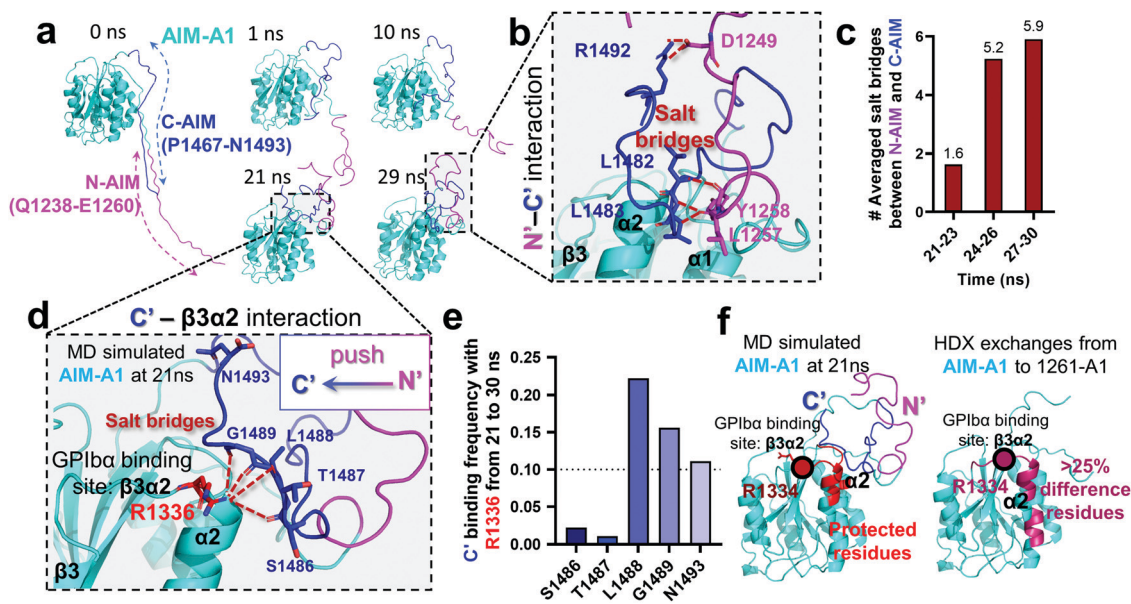 a
0 ns
AIM-A1
1 ns
10 ns
C-AIM
(P1467-N1493)
N-AIM
(Q1238-E1260)
21 ns
29 ns
b
N'–C' interaction
R1492
D1249
Salt
bridges
L1482
L1483
Y1258
L1257
α2
α1
β3
c
# Averaged salt bridges
between N-AIM and C-AIM
6
4
2
0
1.6
5.2
5.9
21-23
24-26
27-30
Time (ns)
d
C' – β3α2 interaction
MD simulated
AIM-A1 at 21ns
push
C'
N'
N1493
Salt bridges
G1489
L1488
GPIbα binding
site: β3α2
T1487
R1336
α2
S1486
β3
e
C' binding frequency with
R1336 from 21 to 30 ns
0.25
0.20
0.15
0.10
0.05
0.00
S1486
T1487
L1488
G1489
N1493
f
MD simulated
AIM-A1 at 21ns
C'
N'
GPIbα binding
site: β3α2
R1334
α2
Protected
residues
HDX exchanges from
AIM-A1 to 1261-A1
GPIbα binding
site: β3α2
R1334
α2
>25%
difference
residues